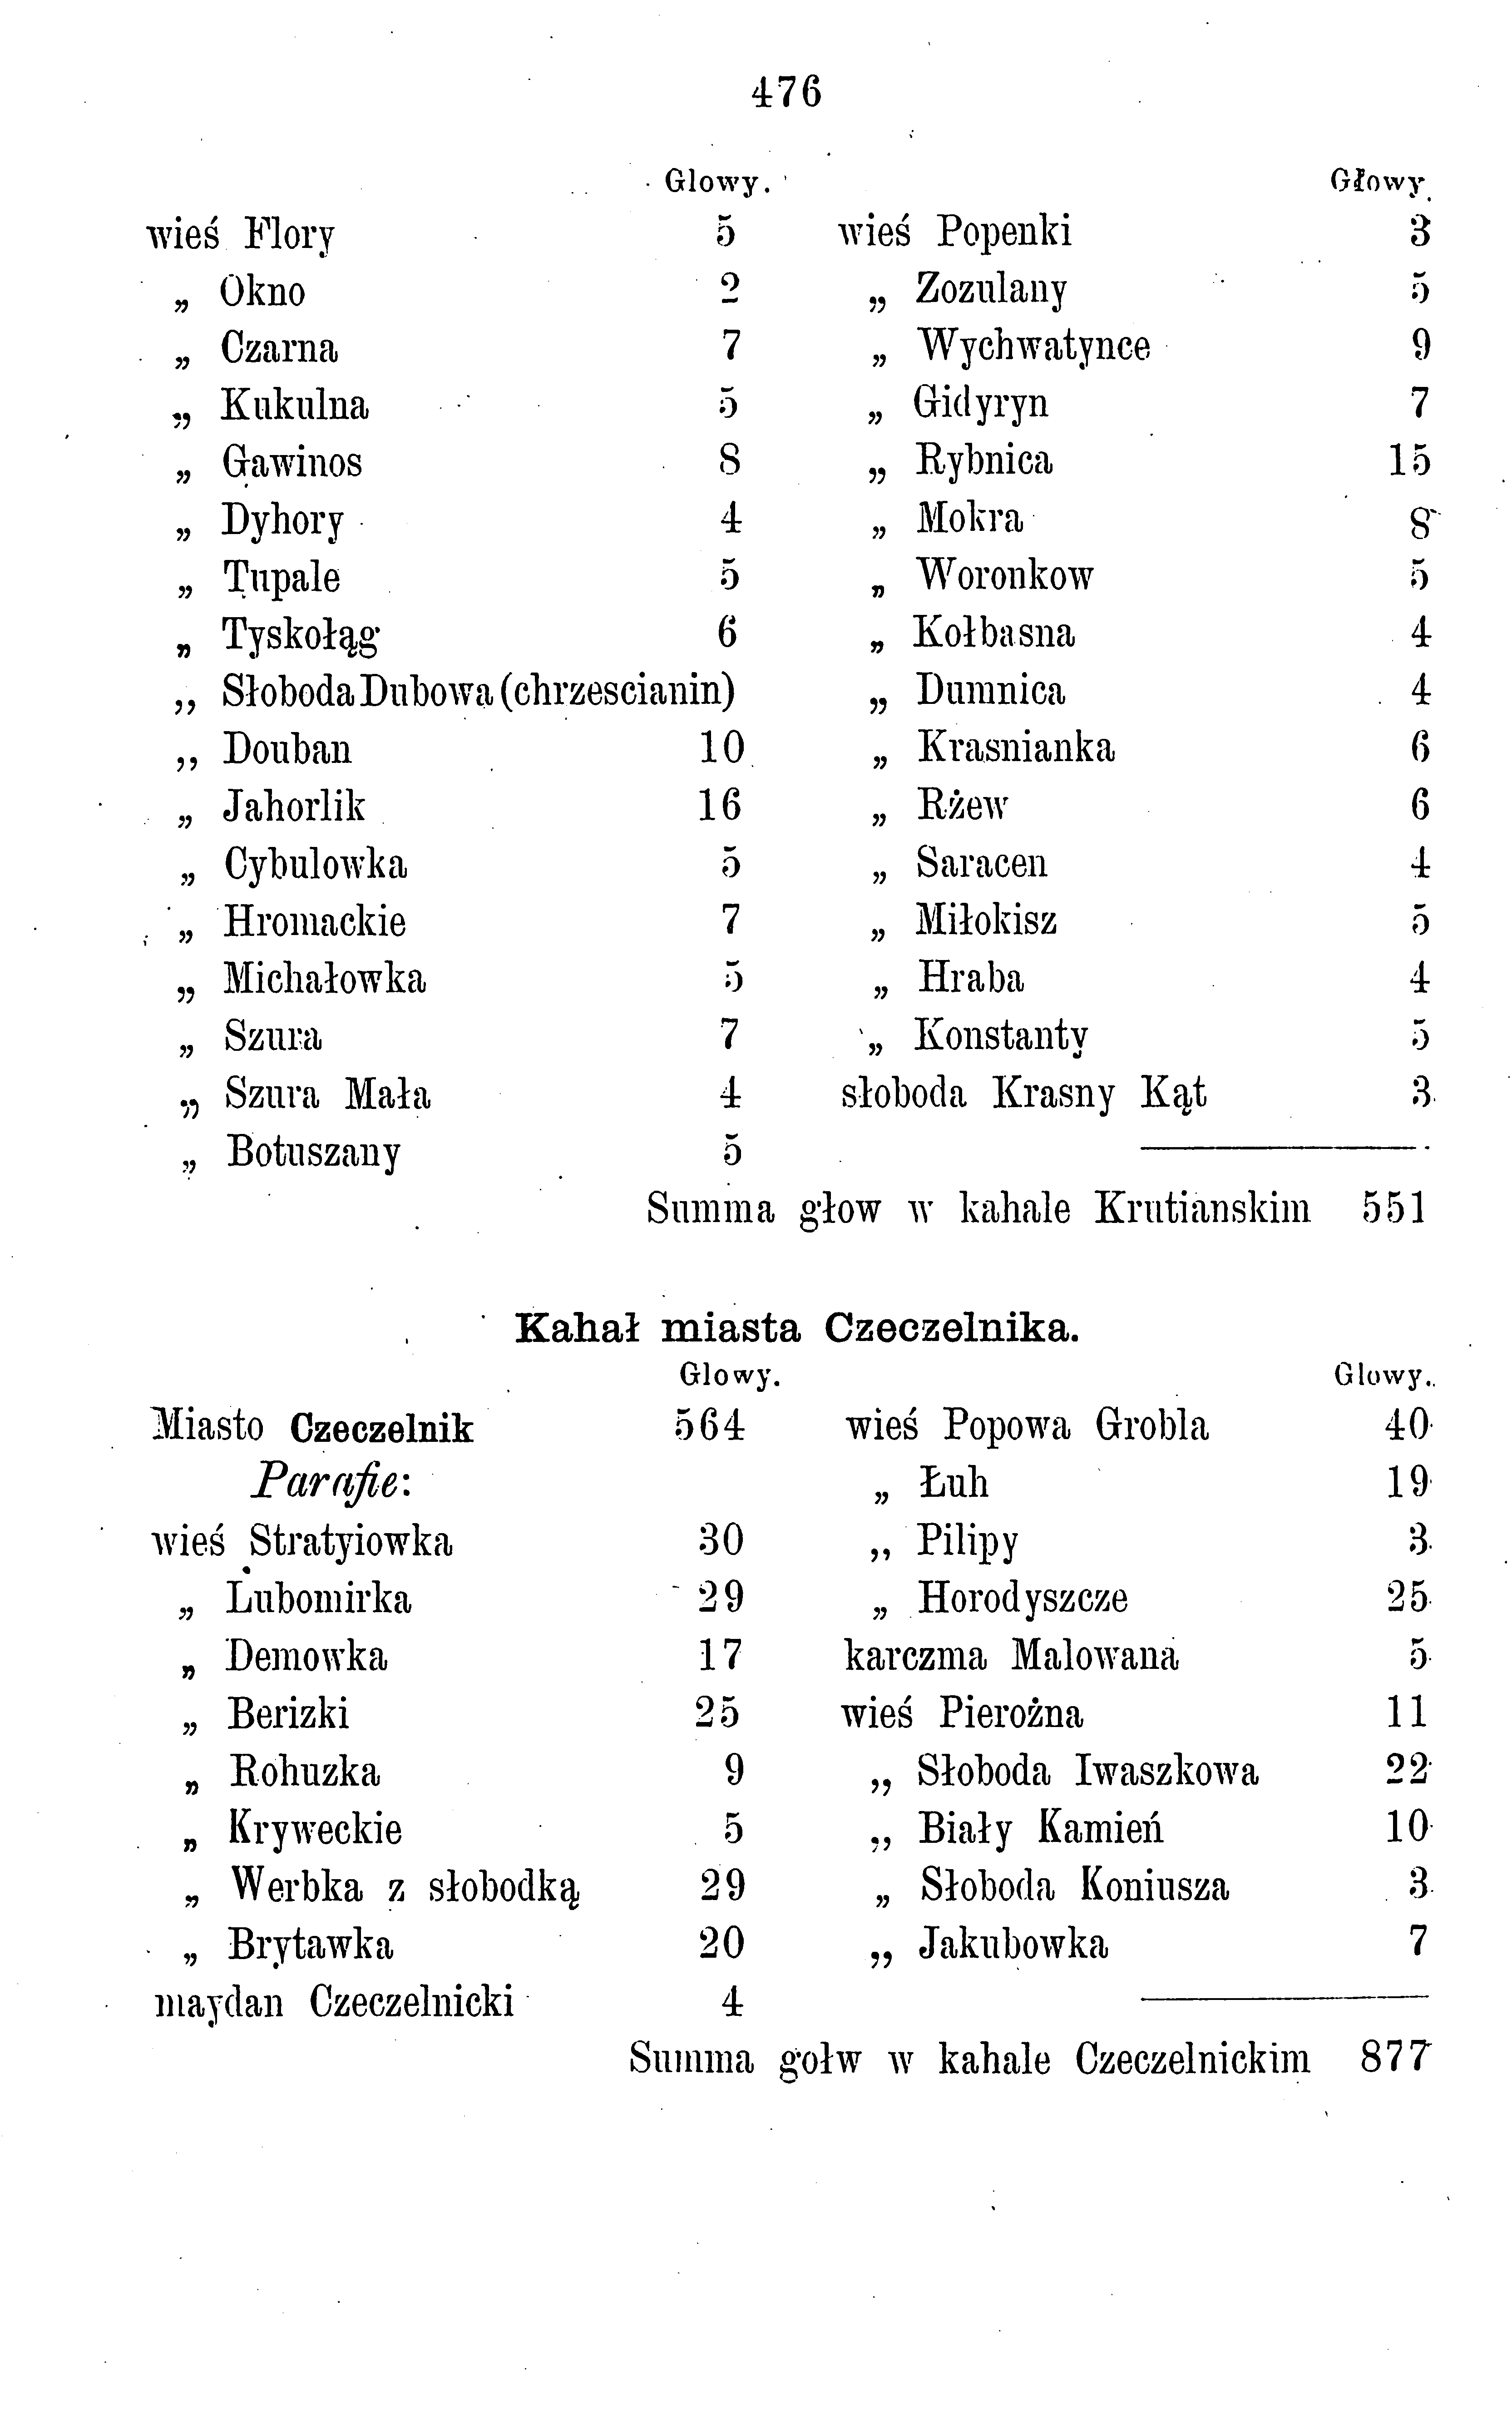 476
Glowy.
wieś Flory 5
„ Okno 2
„ Czarna 7
„ Kukulna 5
„ Gawinos 8
„ Dyhory 4
„ Tupale 5
„ Tyskołąg 6
„ Słoboda Dubowa (chrzescianin)
„ Douban 10
„ Jahorlik 16
„ Cybulowka 5
„ Hromackie 7
„ Michałowka 5
„ Szura 7
„ Szura Mała 4
„ Botuszany 5
Głowy.
wieś Popenki 3
„ Zozulany 5
„ Wychwatynce 9
„ Gidyryn 7
„ Rybnica 15
„ Mokra 8
„ Woronkow 5
„ Kołbasna 4
„ Dumnica 4
„ Krasnianka 6
„ Rżew 6
„ Saracen 4
„ Miłokisz 5
„ Hraba 4
„ Konstanty 5
słoboda Krasny Kąt 3
Summa głow w kahale Krutianskim 551
Kahał miasta Czeczelnika.
Glowy.
Miasto Czeczelnik 564
Parafie:
wieś Stratyiowka 30
„ Lubomirka 29
„ Demowka 17
„ Berizki 25
„ Rohuzka 9
„ Kryweckie 5
„ Werbka z słobodką 29
„ Brytawka 20
maydan Czeczelnicki 4
Glowy.
wieś Popowa Grobla 40
„ Łuh 19
„ Pilipy 3
„ Horodyszcze 25
karczma Malowana 5
wieś Pierożna 11
„ Słoboda Iwaszkowa 22
„ Biały Kamień 10
„ Słoboda Koniusza 3
„ Jakubowka 7
Summa gołw w kahale Czeczelnickim 877